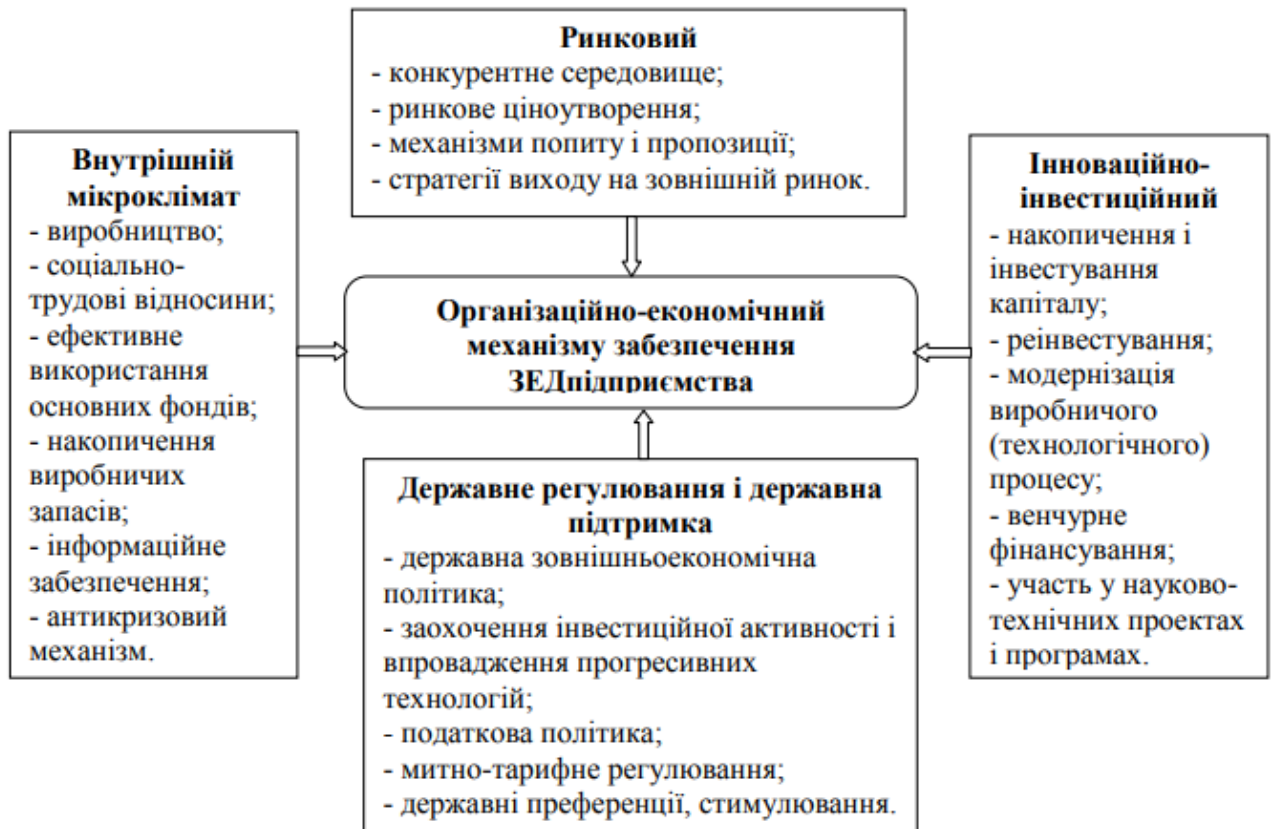 Ринковий
- конкурентне середовище;
- ринкове ціноутворення;
- механізми попиту і пропозиції;
- стратегії виходу на зовнішній ринок.
Внутрішній
мікроклімат
- виробництво;
- соціально-
трудові відносини;
- ефективне
використання
основних фондів;
- накопичення
виробничих
запасів;
- інформаційне
забезпечення;
- антикризовий
механізм.
Організаційно-економічний
механізму забезпечення
ЗЕДпідприємства
Інноваційно-
інвестиційний
- накопичення і
інвестування
капіталу;
- реінвестування;
- модернізація
виробничого
(технологічного)
процесу;
- венчурне
фінансування;
- участь у науково-
технічних проектах
і програмах.
Державне регулювання і державна
підтримка
- державна зовнішньоекономічна
політика;
- заохочення інвестиційної активності і
впровадження прогресивних
технологій;
- податкова політика;
- митно-тарифне регулювання;
- державні преференції, стимулювання.